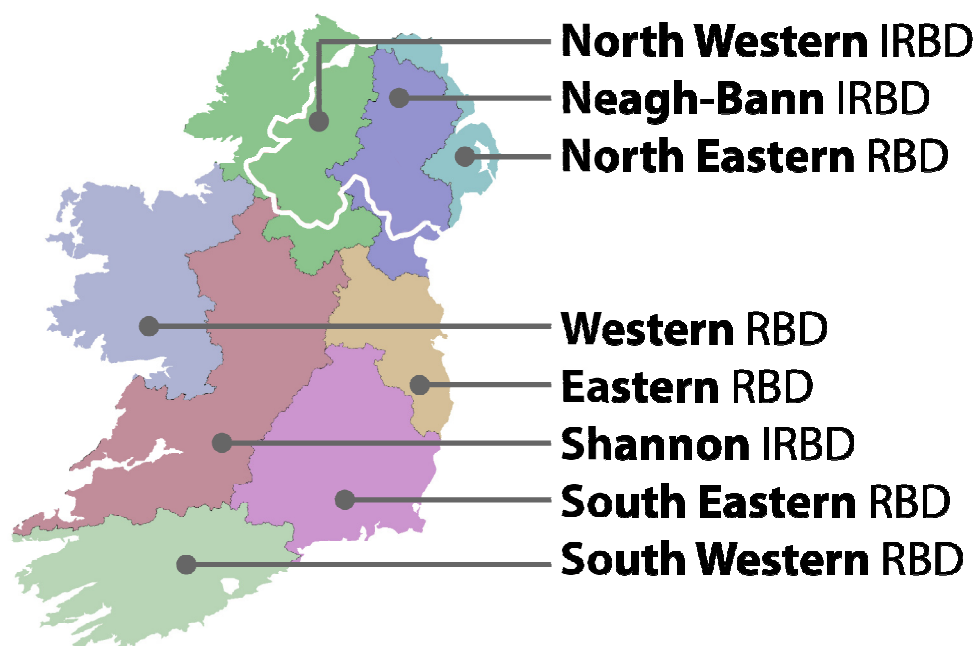 North Western IRBD
Neagh-Bann IRBD
North Eastern RBD
Western RBD
Eastern RBD
Shannon IRBD
South Eastern RBD
South Western RBD